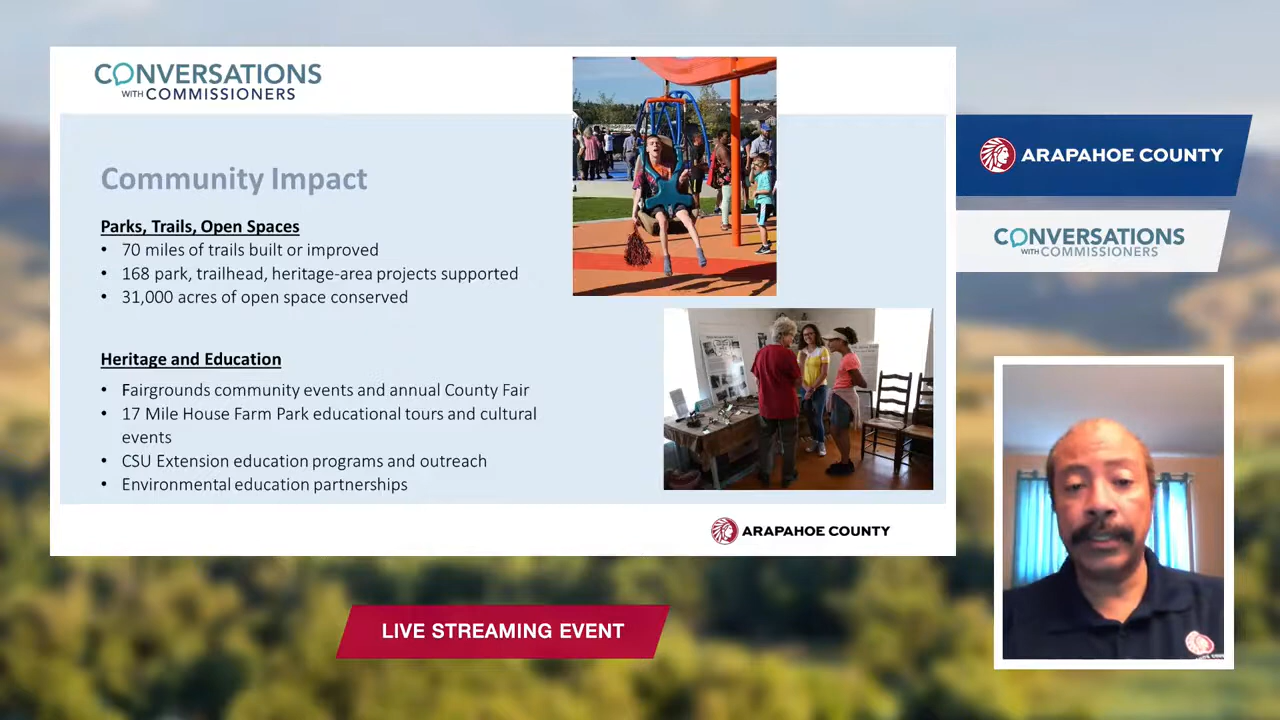 CONVERSATIONS
WITH COMMISSIONERS
Community Impact
Parks, Trails, Open Spaces
• 70 miles of trails built or improved
• 168 park, trailhead, heritage-area projects supported
• 31,000 acres of open space conserved
Heritage and Education
• Fairgrounds community events and annual County Fair
• 17 Mile House Farm Park educational tours and cultural
events
• CSU Extension education programs and outreach
• Environmental education partnerships
ARAPAHOE COUNTY
ARAPAHOE COUNTY
CONVERSATIONS
WITH COMMISSIONERS
LIVE STREAMING EVENT